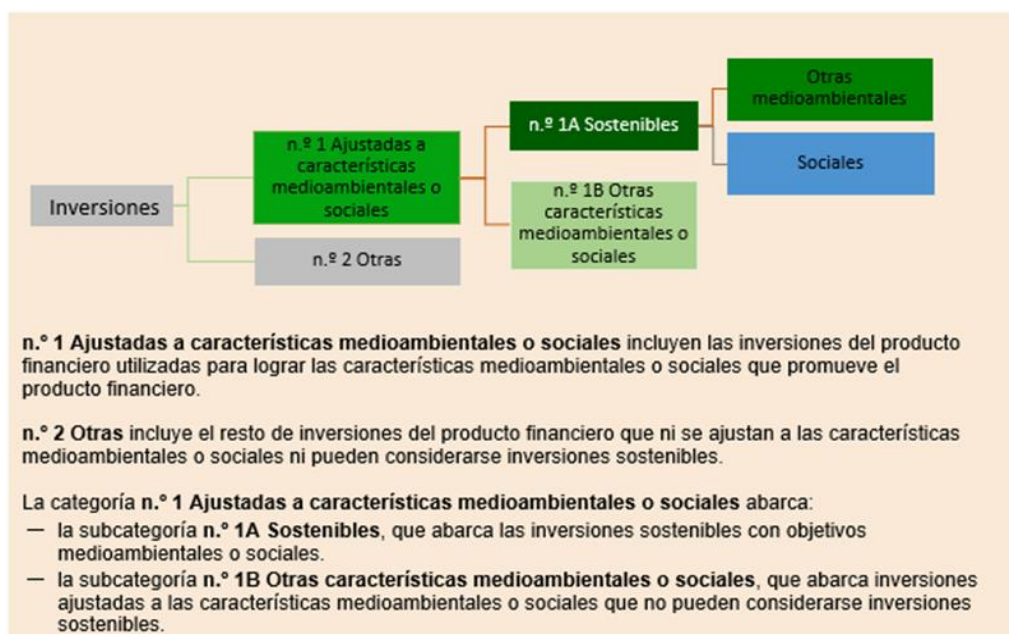 Otras
medioambientales
n.º 1A Sostenibles
n.º 1 Ajustadas a
características
medioambientales o
sociales
Sociales
Inversiones
n.º 1B Otras
características
medioambientales o
sociales
n.º 2 Otras
n.° 1 Ajustadas a características medioambientales o sociales incluyen las inversiones del producto
financiero utilizadas para lograr las características medioambientales o sociales que promueve el
producto financiero.
n.° 2 Otras incluye el resto de inversiones del producto financiero que ni se ajustan a las características
medioambientales o sociales ni pueden considerarse inversiones sostenibles.
La categoría n.° 1 Ajustadas a características medioambientales o sociales abarca:
— la subcategoría n.° 1A Sostenibles, que abarca las inversiones sostenibles con objetivos
medioambientales o sociales.
— la subcategoría n.° 1B Otras características medioambientales o sociales, que abarca inversiones
ajustadas a las características medioambientales o sociales que no pueden considerarse inversiones
sostenibles.